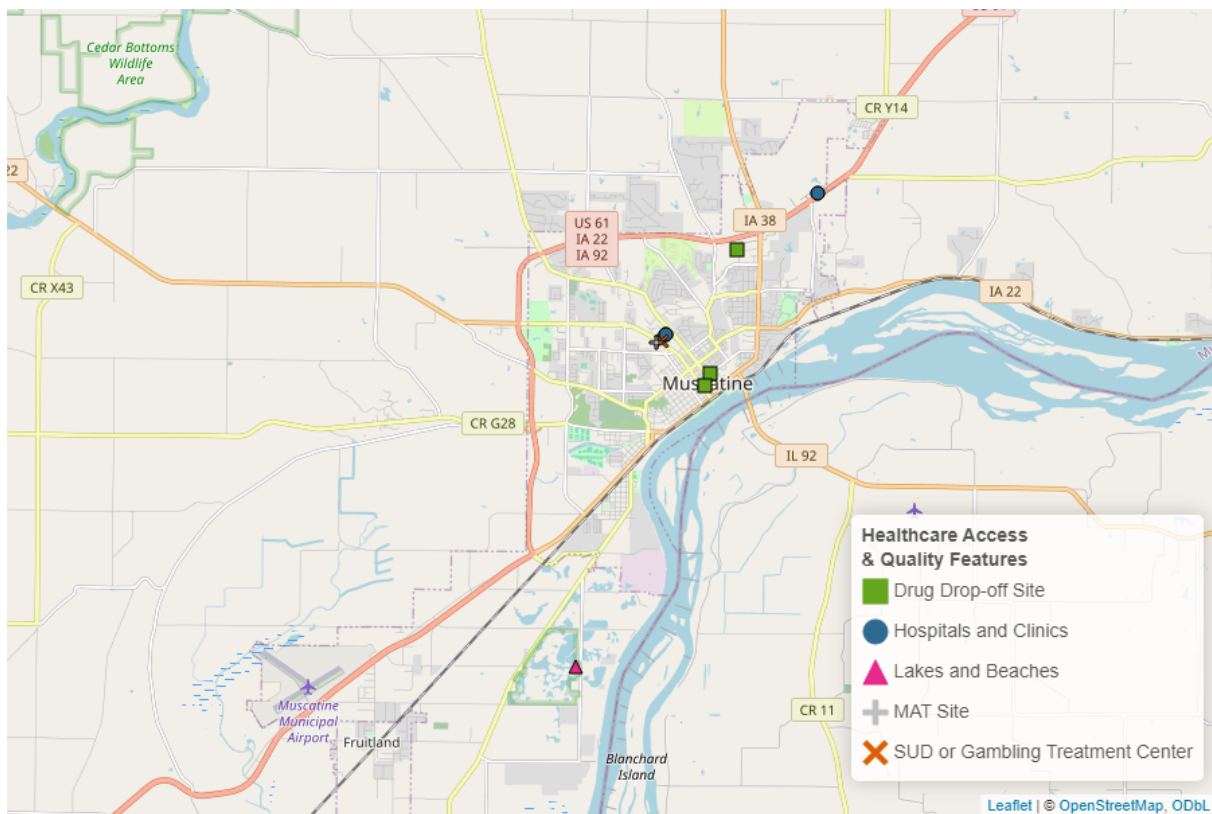 Cedar Bottoms
Wildlife
Area
CR Y14
22
US 61
IA 22
IA 92
IA 38
CR X43
IA 22
Muscatine
CR G28
IL 92
Healthcare Access
& Quality Features
Drug Drop-off Site
Hospitals and Clinics
Lakes and Beaches
MAT Site
SUD or Gambling Treatment Center
Muscatine
Municipal
Airport
Fruitland
CR 11
Blanchard
Island
Leaflet | © OpenStreetMap, ODbL